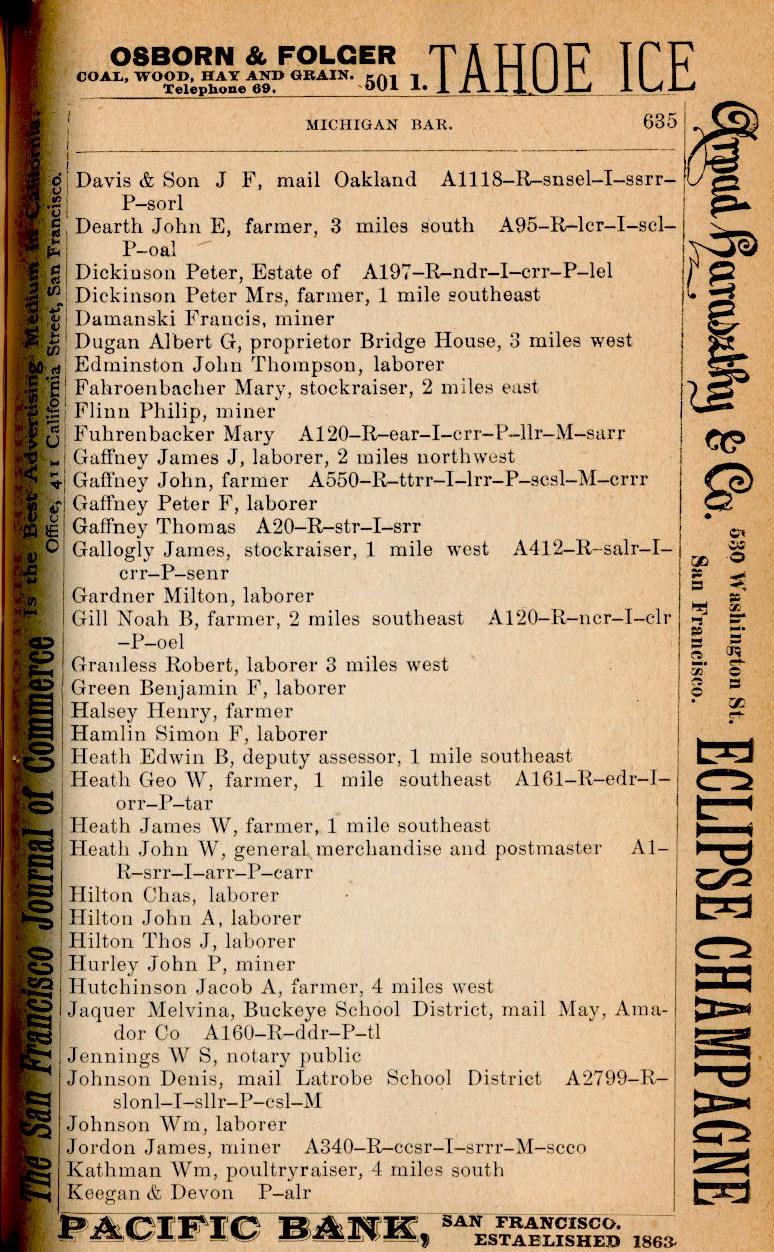 OSBORN & FOLGER
COAL, WOOD, HAY AND GRAIN.
Telephone 69.
501 I.
TAHOE ICE
MICHIGAN BAR.
635
Davis & Son J F, mail Oakland A1118–R–snsel–I–ssrr–
P–sorl
Dearth John E, farmer, 3 miles south A95–R–lcr–I–scl–
P–oal
Dickinson Peter, Estate of A197–R–ndr–I–crr–P–lel
Dickinson Peter Mrs, farmer, 1 mile southeast
Damanski Francis, miner
Dugan Albert G, proprietor Bridge House, 3 miles west
Edminston John Thompson, laborer
Fahroenbacher Mary, stockraiser, 2 miles east
Flinn Philip, miner
Fuhrenbacker Mary A120–R–ear–I–crr–P–llr–M–sarr
Gaffney James J, laborer, 2 miles northwest
Gaffney John, farmer A550–R–ttrr–I–lrr–P–scsl–M–crrr
Gaffney Peter F, laborer
Gaffney Thomas A20–R–str–I–srr
Gallogly James, stockraiser, 1 mile west A412–R–salr–I–
crr–P–senr
Gardner Milton, laborer
Gill Noah B, farmer, 2 miles southeast A120–R–ncr–I–clr
–P–oel
Granless Robert, laborer 3 miles west
Green Benjamin F, laborer
Halsey Henry, farmer
Hamlin Simon F, laborer
Heath Edwin B, deputy assessor, 1 mile southeast
Heath Geo W, farmer, 1 mile southeast A161–R–edr–I–
orr–P–tar
Heath James W, farmer, 1 mile southeast
Heath John W, general merchandise and postmaster A1–
R–srr–I–arr–P–carr
Hilton Chas, laborer
Hilton John A, laborer
Hilton Thos J, laborer
Hurley John P, miner
Hutchinson Jacob A, farmer, 4 miles west
Jaquer Melvina, Buckeye School District, mail May, Ama-
dor Co A160–R–ddr–P–tl
Jennings W S, notary public
Johnson Denis, mail Latrobe School District A2799–R–
slonl–I–sllr–P–csl–M
Johnson Wm, laborer
Jordon James, miner A340–R–ccsr–I–srrr–M–scco
Kathman Wm, poultryraiser, 4 miles south
Keegan & Devon P–alr
The San Francisco Journal of Commerce Is the Best Advertising Medium in California.
Office, 411 California Street, San Francisco.
Arpad Haraszthy & Co. 530 Washington St.
San Francisco.
ECLIPSE CHAMPAGNE
PACIFIC BANK, SAN FRANCISCO.
ESTABLISHED 1863.